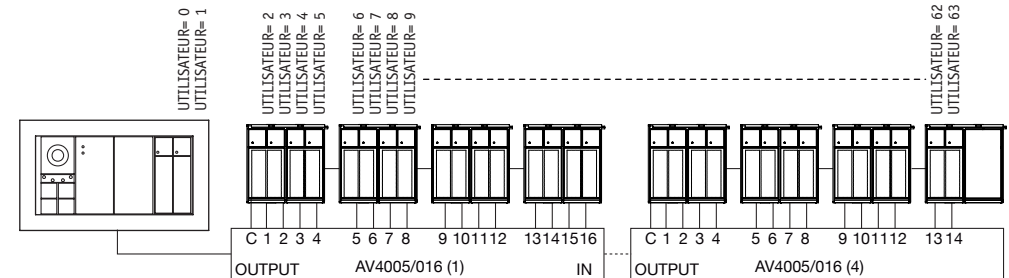 UTILISATEUR= 0
UTILISATEUR= 1
UTILISATEUR= 2
UTILISATEUR= 3
UTILISATEUR= 4
UTILISATEUR= 5
UTILISATEUR= 6
UTILISATEUR= 7
UTILISATEUR= 8
UTILISATEUR= 9
UTILISATEUR= 62
UTILISATEUR= 63
C 1 2 3 4 5 6 7 8 9 10 11 12 13 14 15 16
OUTPUT AV4005/016 (1) IN
C 1 2 3 4 5 6 7 8 9 10 11 12 13 14
OUTPUT AV4005/016 (4)